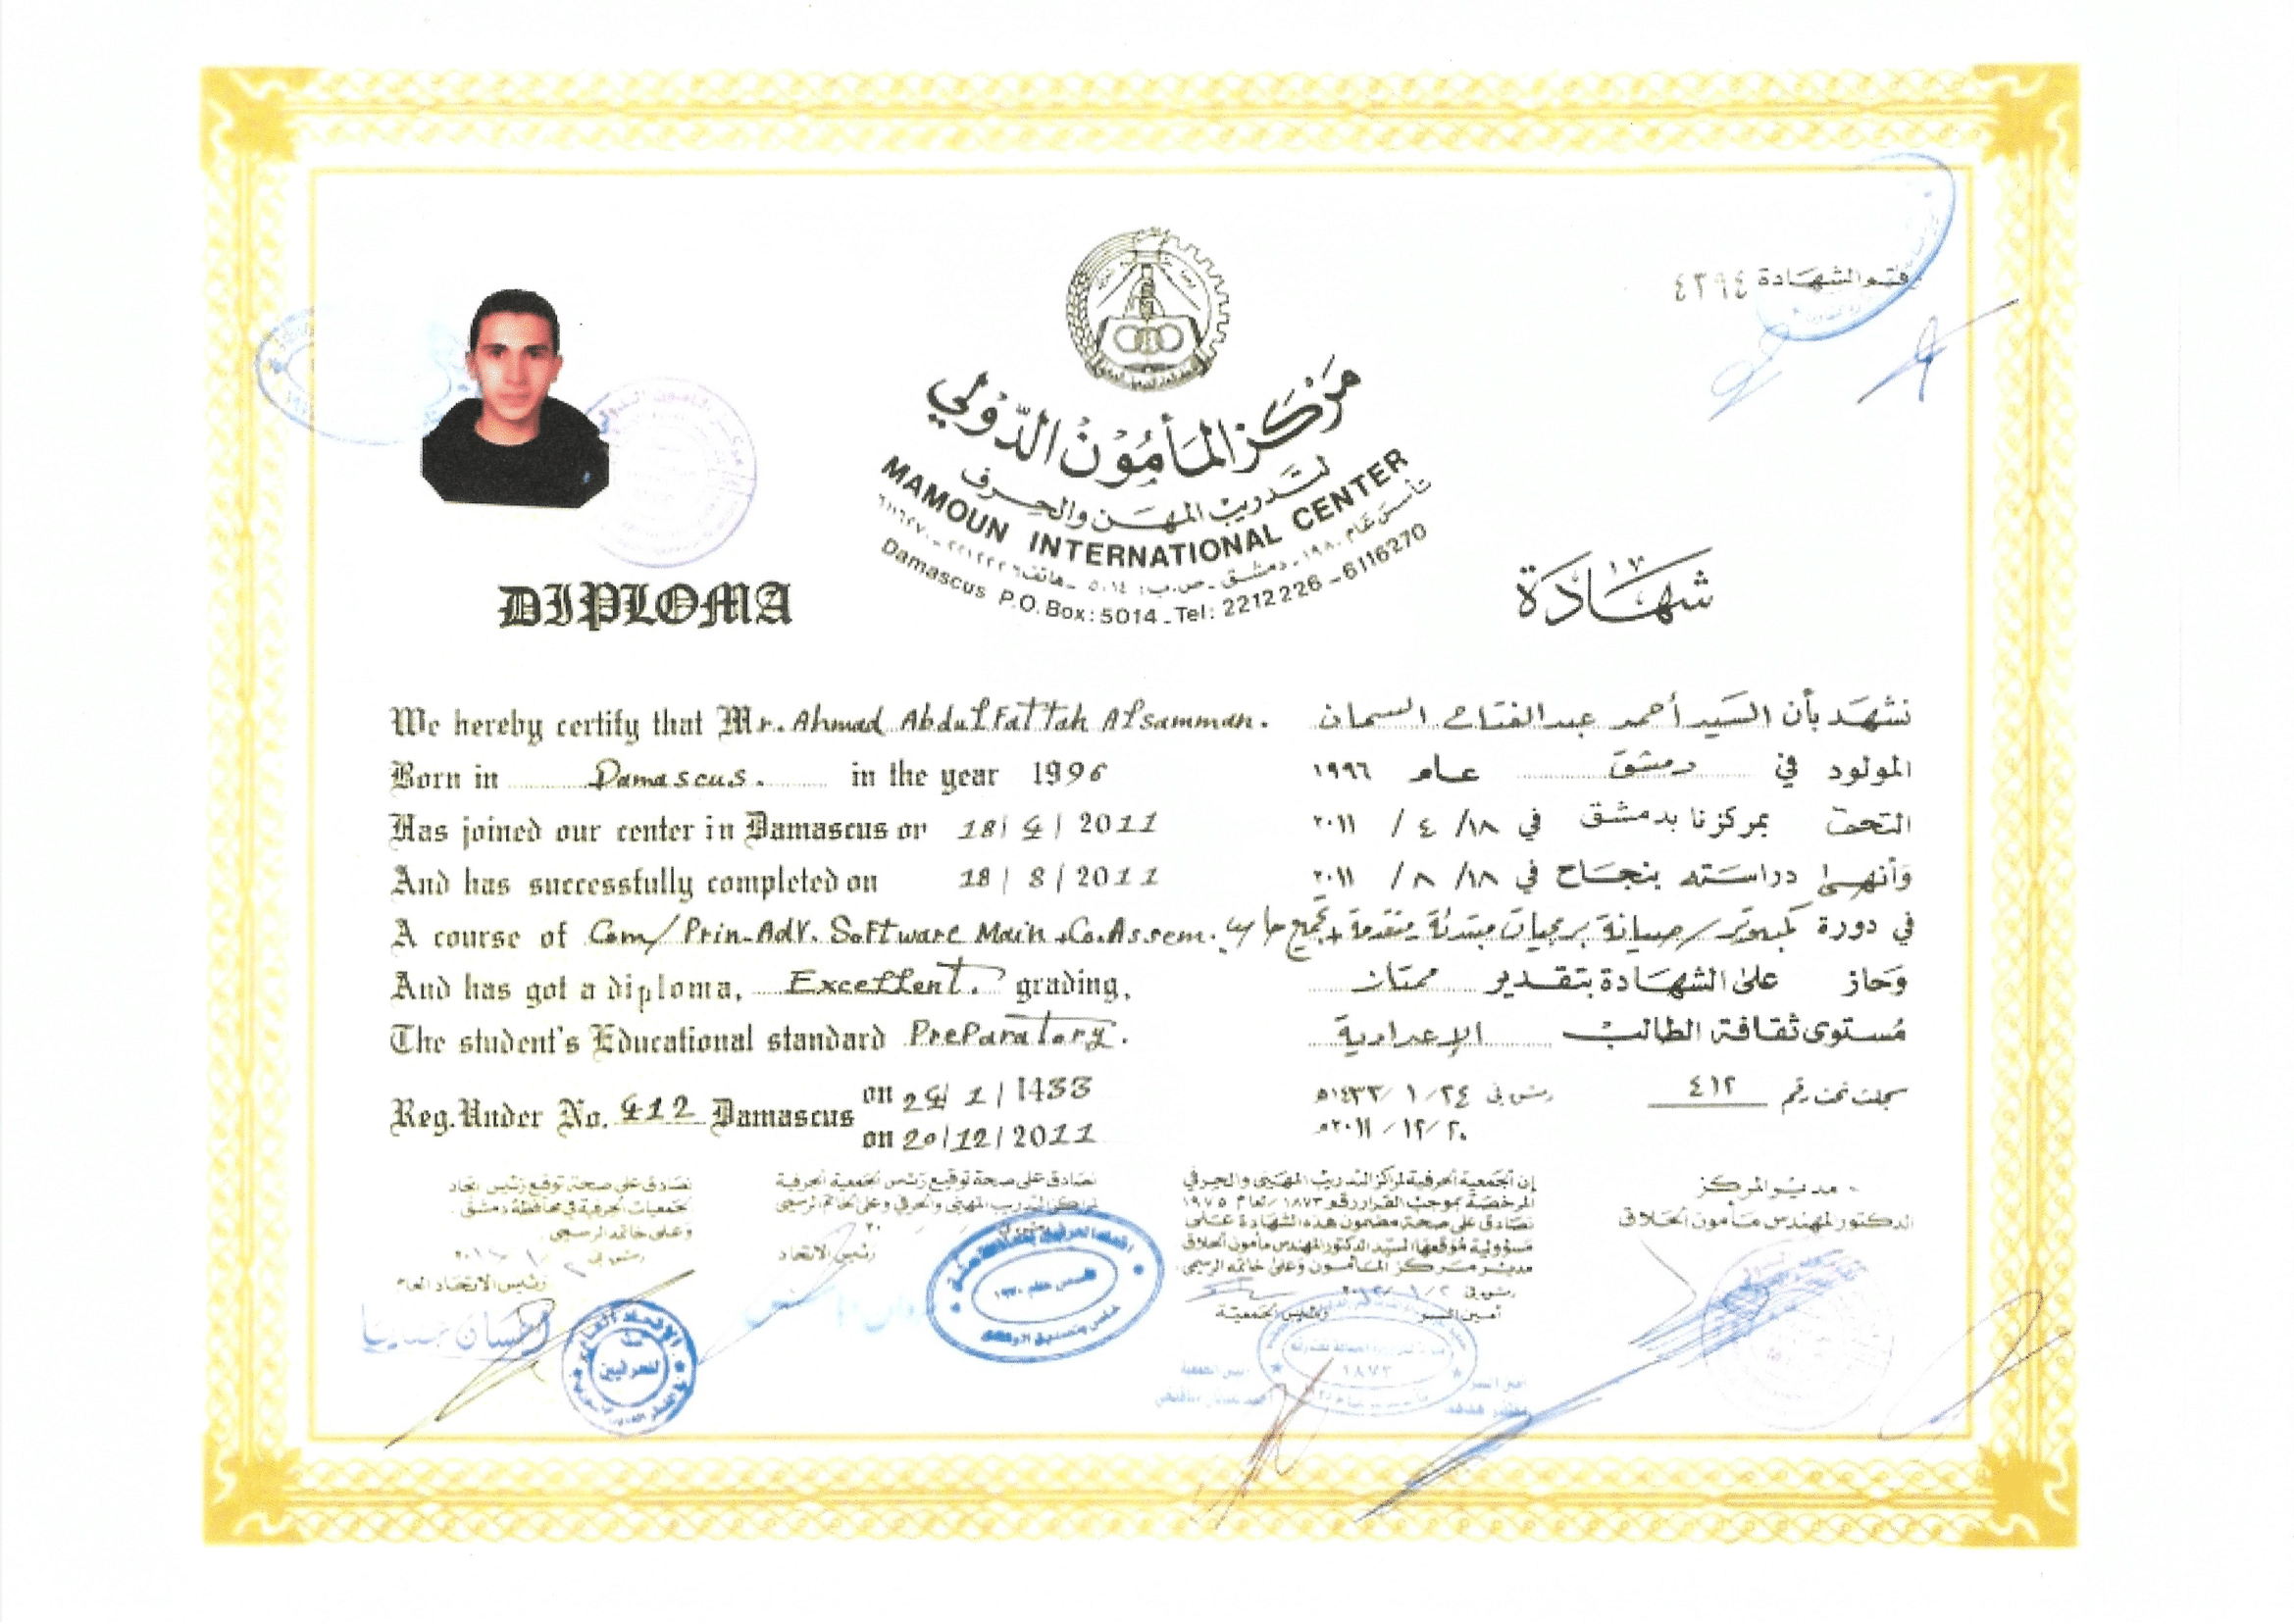 رقم الشهادة ٤٣٩٤
مركز المأمون الدولي
لتدريب المهن والحرف
MAMOUN INTERNATIONAL CENTER
تأسس عام ١٩٨٠ - دمشق - ص.ب: ٥٠١٤ - هاتف ٢٢١٢٢٢٦ - ٦١١٦٢٧٠
Damascus P.O.Box: 5014 - Tel: 2212226 - 6116270
DIPLOMA
شهادة
We hereby certify that Mr. Ahmad AbdulFattah Alsamman.
Born in Damascus. in the year 1996
Has joined our center in Damascus on 18/4/2011
And has successfully completed on 18/8/2011
A course of Com/Prin-Adv. Software Main.Co.Assem.
And has got a diploma, Excellent. grading,
The student's Educational standard Preparatory.
Reg. Under No. 412 Damascus on 24/1/1433
on 20/12/2011
نشهد بأن السيد أحمد عبد الفتاح السمان
المولود في دمشق عام ١٩٩٦
التحق بمركزنا بدمشق في ١٨/ ٤ / ٢٠١١
وأنهى دراسته بنجاح في ١٨/ ٨ / ٢٠١١
في دورة كمبيوتر/صيانة برمجيات مبتدئة متقدمة + تجميع
وحاز على الشهادة بتقدير ممتاز
مستوى ثقافة الطالب الإعدادية
سجلت تحت رقم ٤١٢ دمشق في ٢٤/ ١ /١٤٣٣هـ
٢٠/ ١٢/ ٢٠١١م
مدير المركز
الدكتور المهندس مأمون الحلاق
إن الجمعية الحرفية لمراكز التدريب المهني والحرفي
المرخصة بموجب القرار رقم ١٨٧٣/ لعام ١٩٧٥
تصادق على صحة مضمون هذه الشهادة على
مسؤولية موقعها السيد الدكتور المهندس مأمون الحلاق
مدير مركز المأمون وعلى خاتمه الرسمي
دمشق في
أمين السر رئيس الجمعية
نصادق على صحة توقيع رئيس الجمعية الحرفية
لمراكز التدريب المهني والحرفي وعلى الخاتم الرسمي
رئيس الاتحاد
نصادق على صحة توقيع رئيس اتحاد
الجمعيات الحرفية في محافظة دمشق
وعلى خاتمه الرسمي
دمشق في
رئيس الاتحاد العام
الاتحاد العام
للحرفيين
١٨٧٣